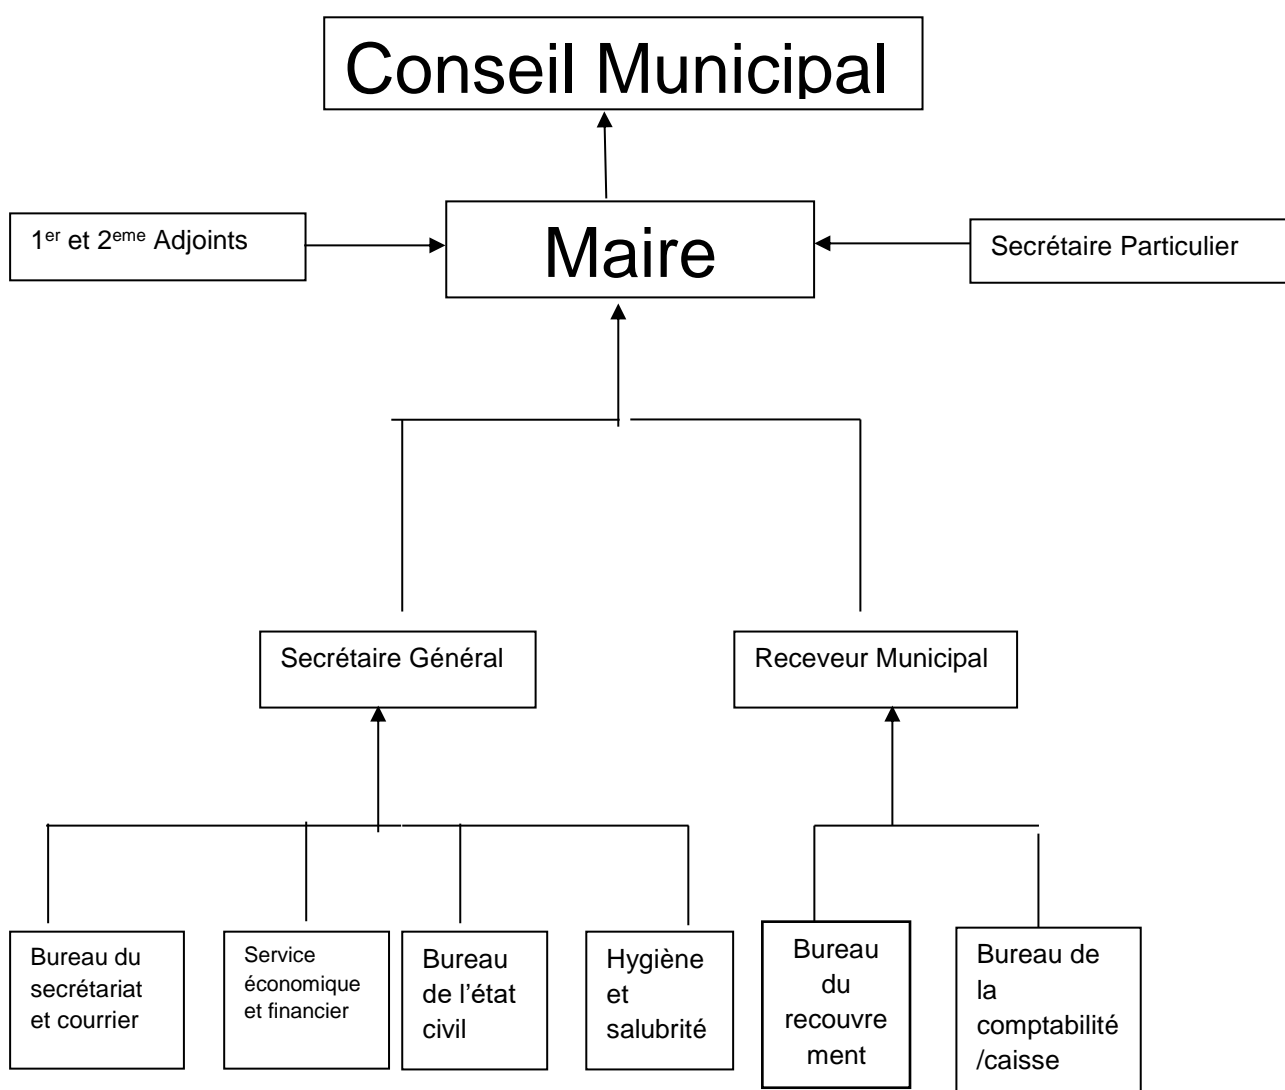 Conseil Municipal
1er et 2eme Adjoints
Maire
Secrétaire Particulier
Secrétaire Général
Receveur Municipal
Bureau du
secrétariat
et courrier
Service
économique
et financier
Bureau
de l’état
civil
Hygiène
et
salubrité
Bureau
du
recouvre
ment
Bureau de
la
comptabilité
/caisse